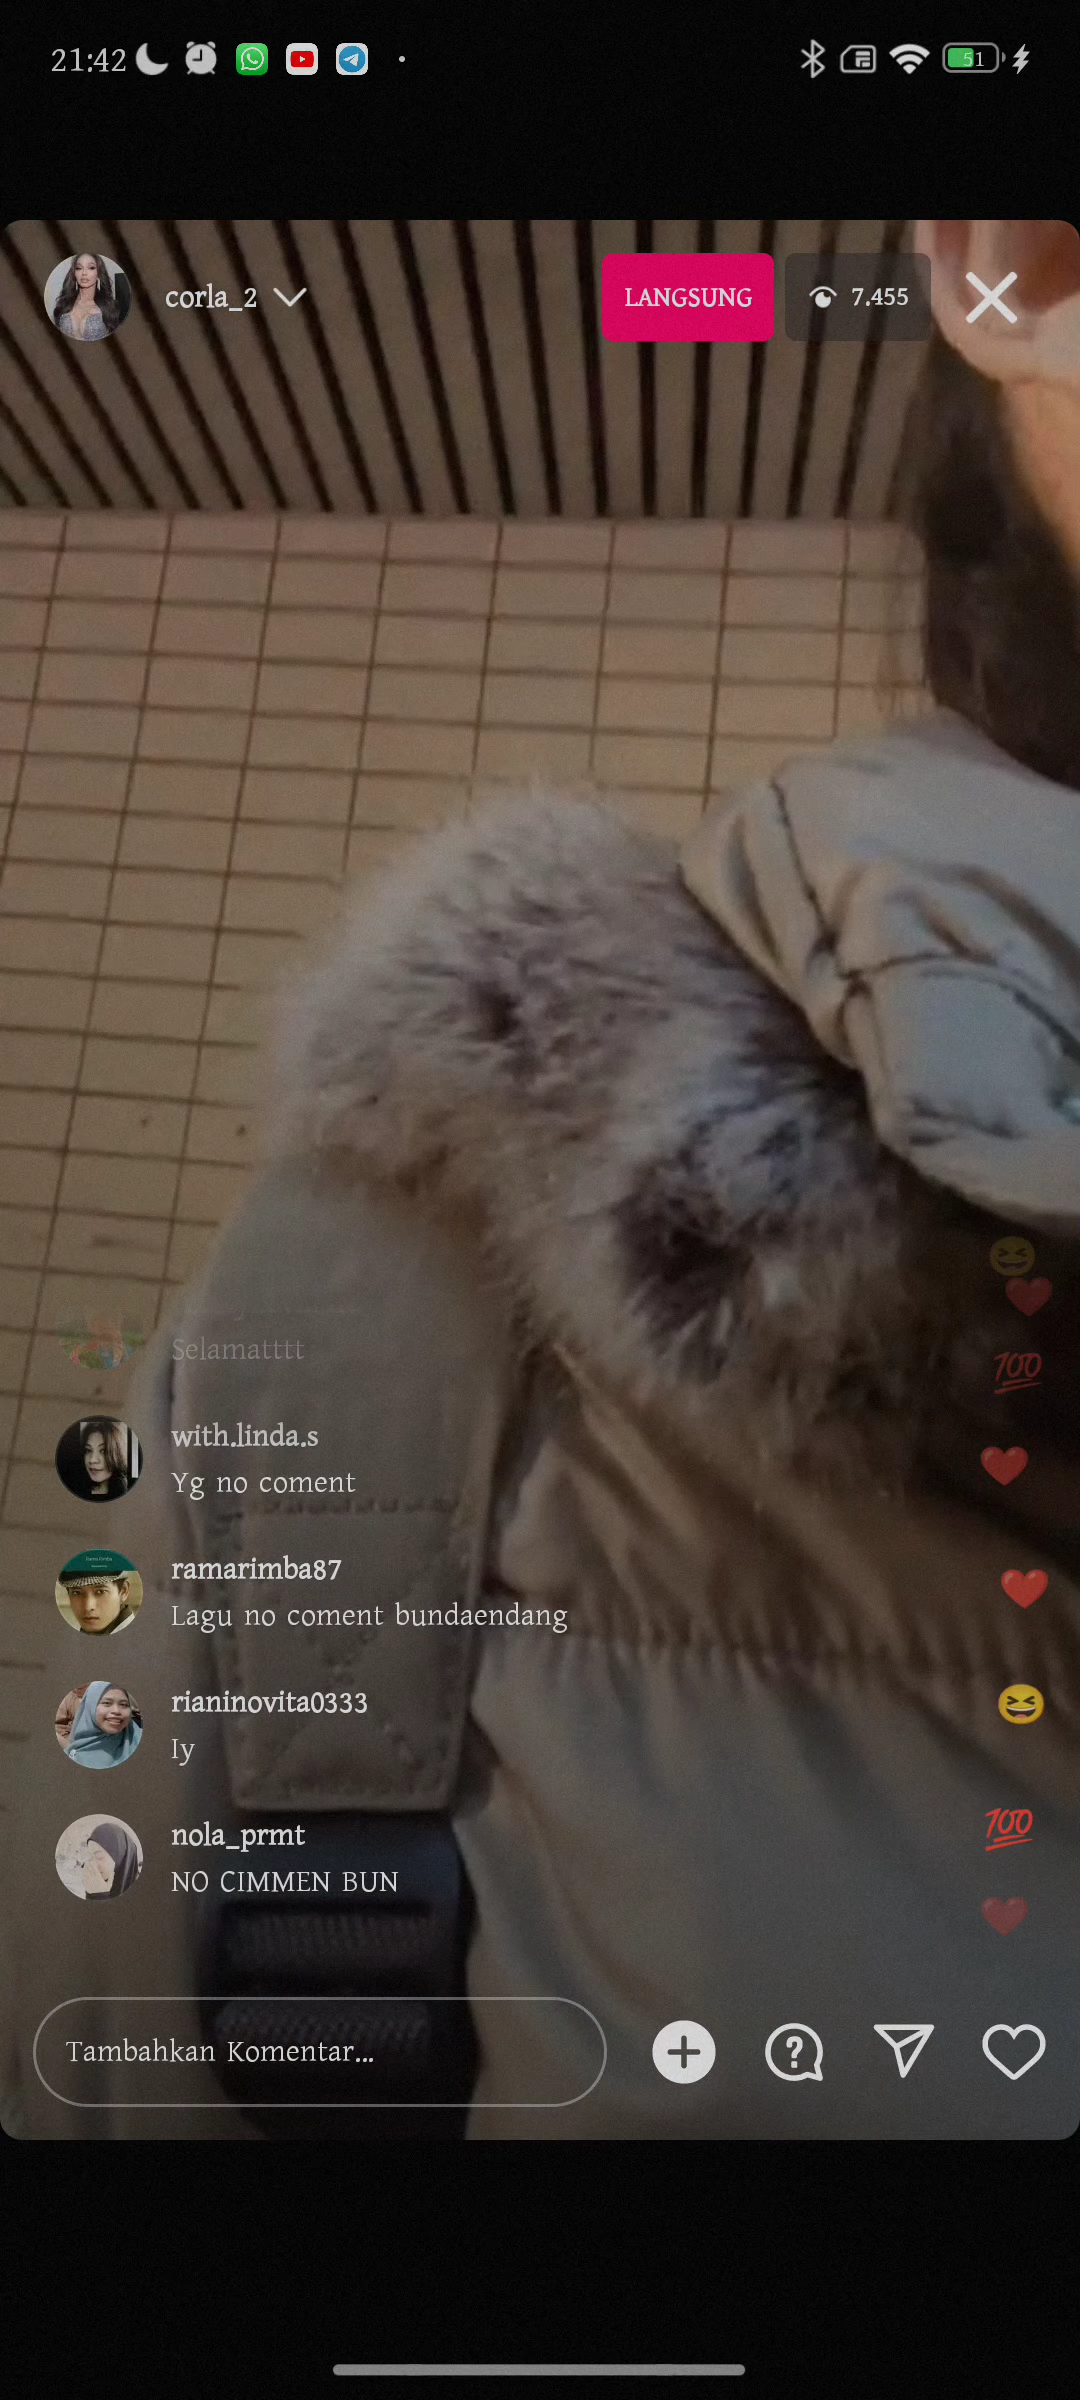 21:42
51
corla_2
LANGSUNG
7.455
Selamatttt
with.linda.s
Yg no coment
ramarimba87
Lagu no coment bundaendang
rianinovita0333
Iy
nola_prmt
NO CIMMEN BUN
Tambahkan Komentar...